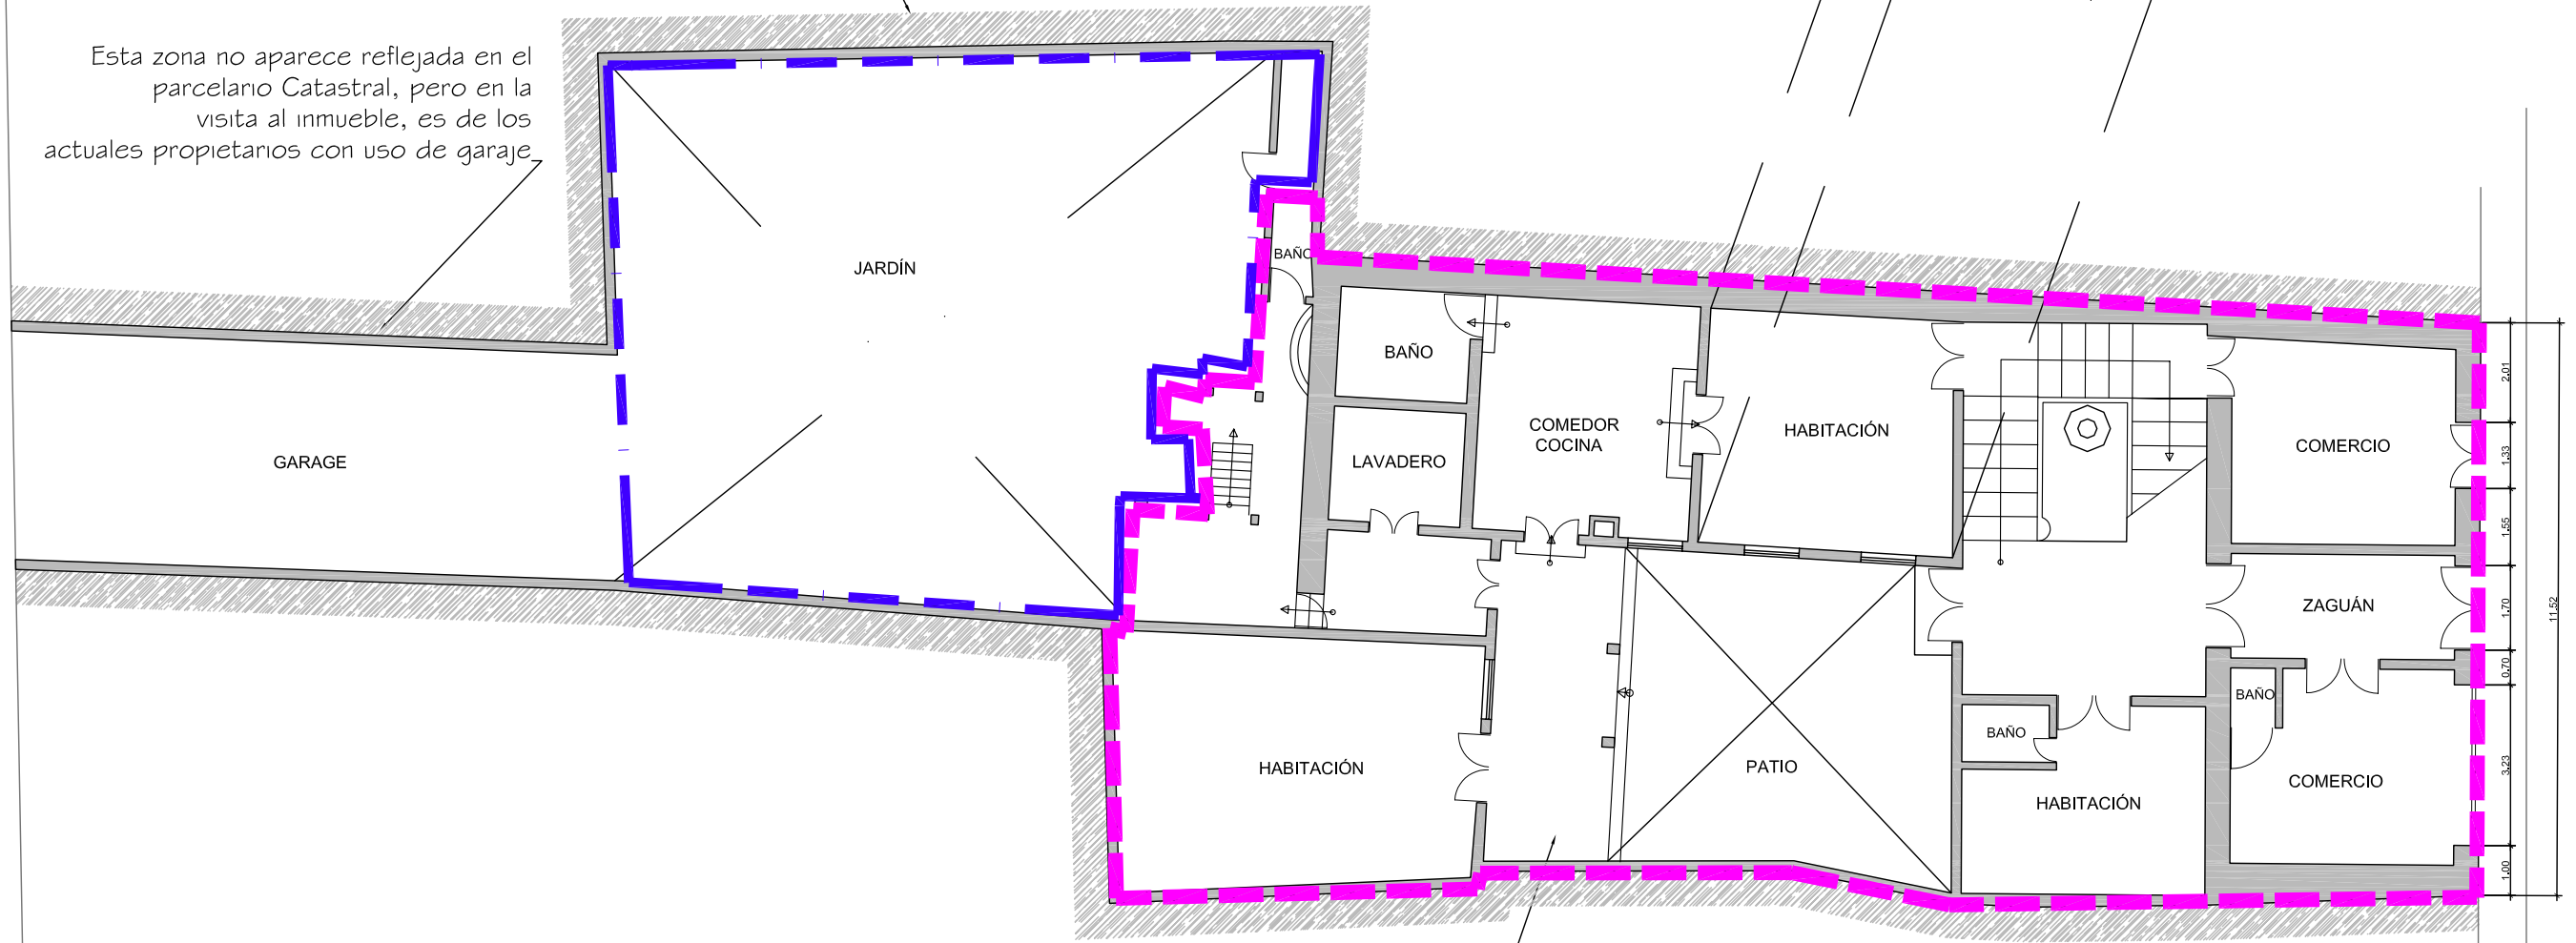 Esta zona no aparece reflejada en el
parcelario Catastral, pero en la
visita al inmueble, es de los
actuales propietarios con uso de garaje
JARDÍN
GARAGE
BAÑO
BAÑO
LAVADERO
COMEDOR
COCINA
HABITACIÓN
COMERCIO
ZAGUÁN
BAÑO
COMERCIO
BAÑO
HABITACIÓN
PATIO
HABITACIÓN
2.01
1.33
1.55
1.70
0.70
3.23
1.00
11.52